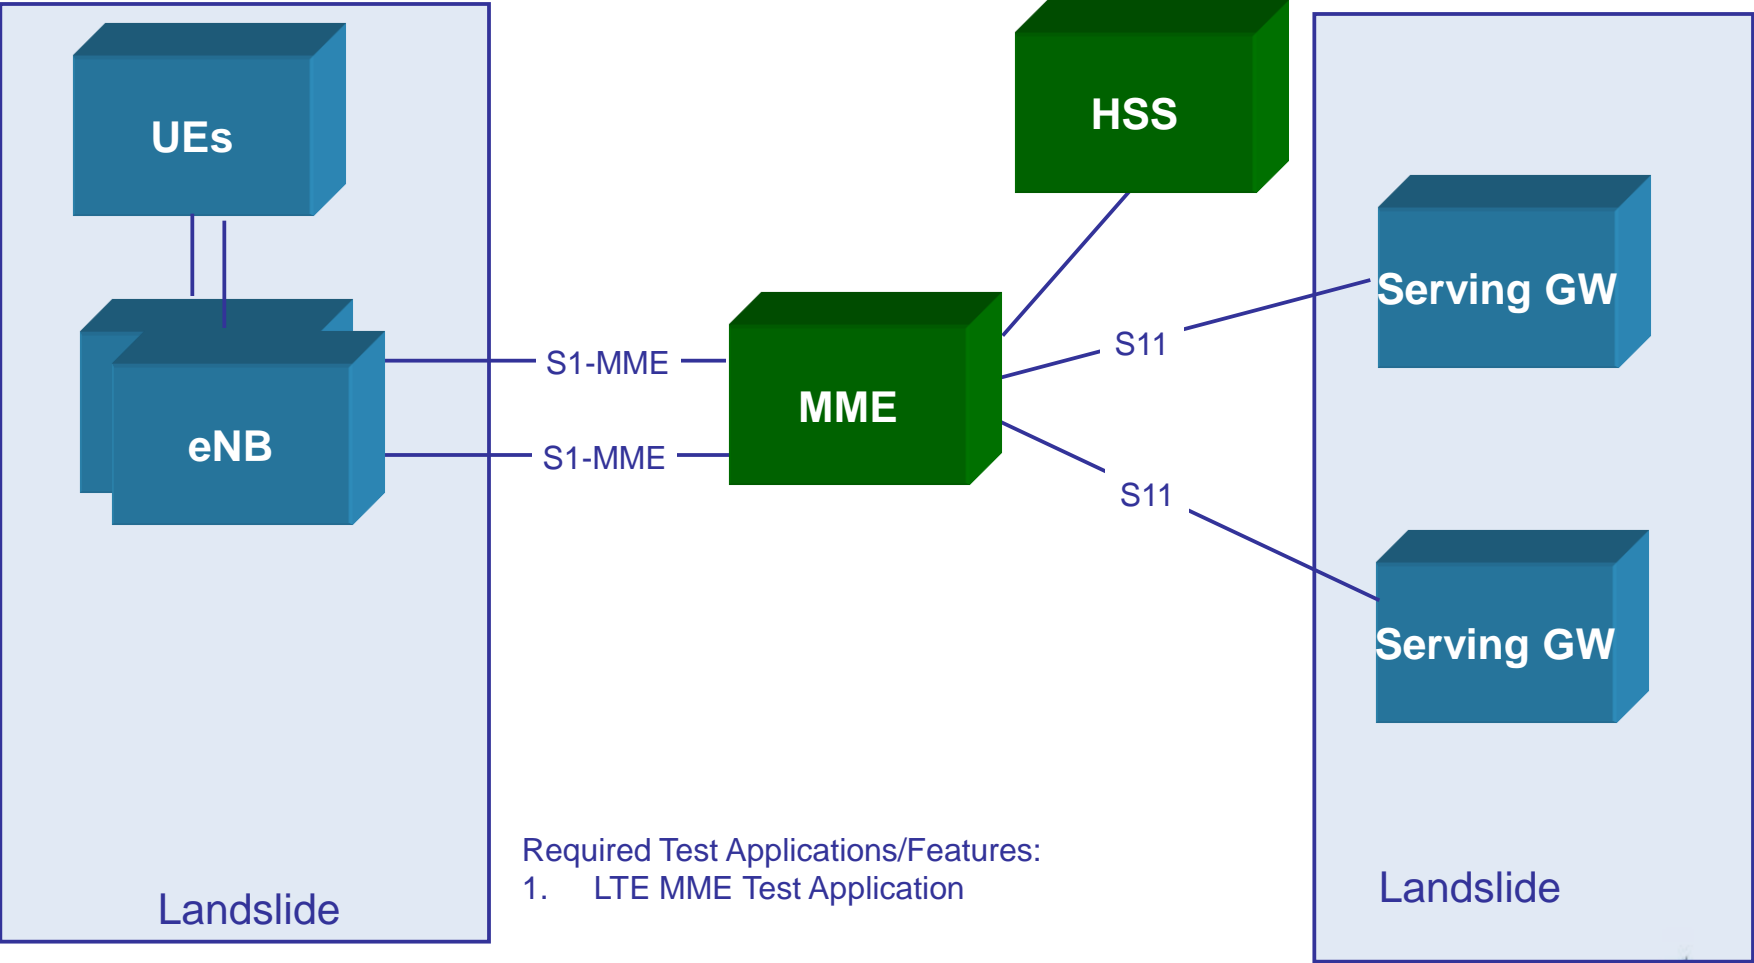 HSS
UEs
Serving GW
S11
S1-MME
MME
eNB
S1-MME
S11
Serving GW
Required Test Applications/Features:
1. LTE MME Test Application
Landslide
Landslide